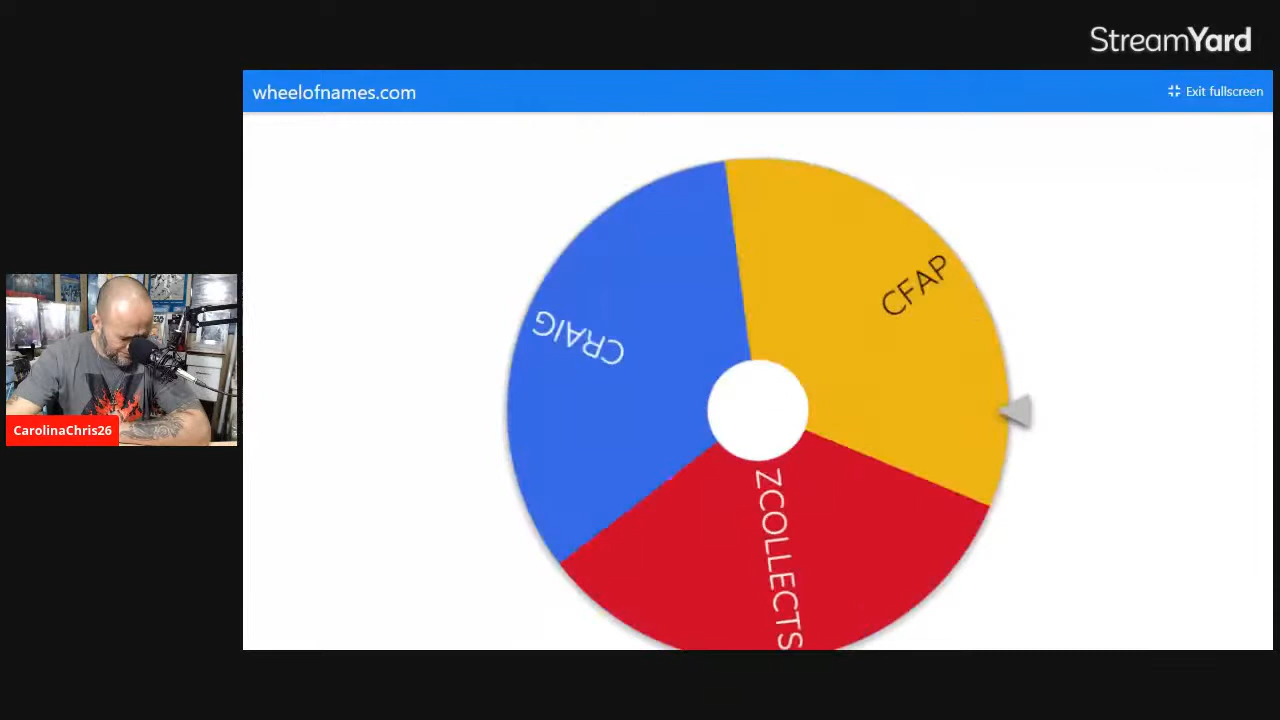 StreamYard
wheelofnames.com
Exit fullscreen
CFAP
CRAIG
ZCOLLECTS
CarolinaChris26